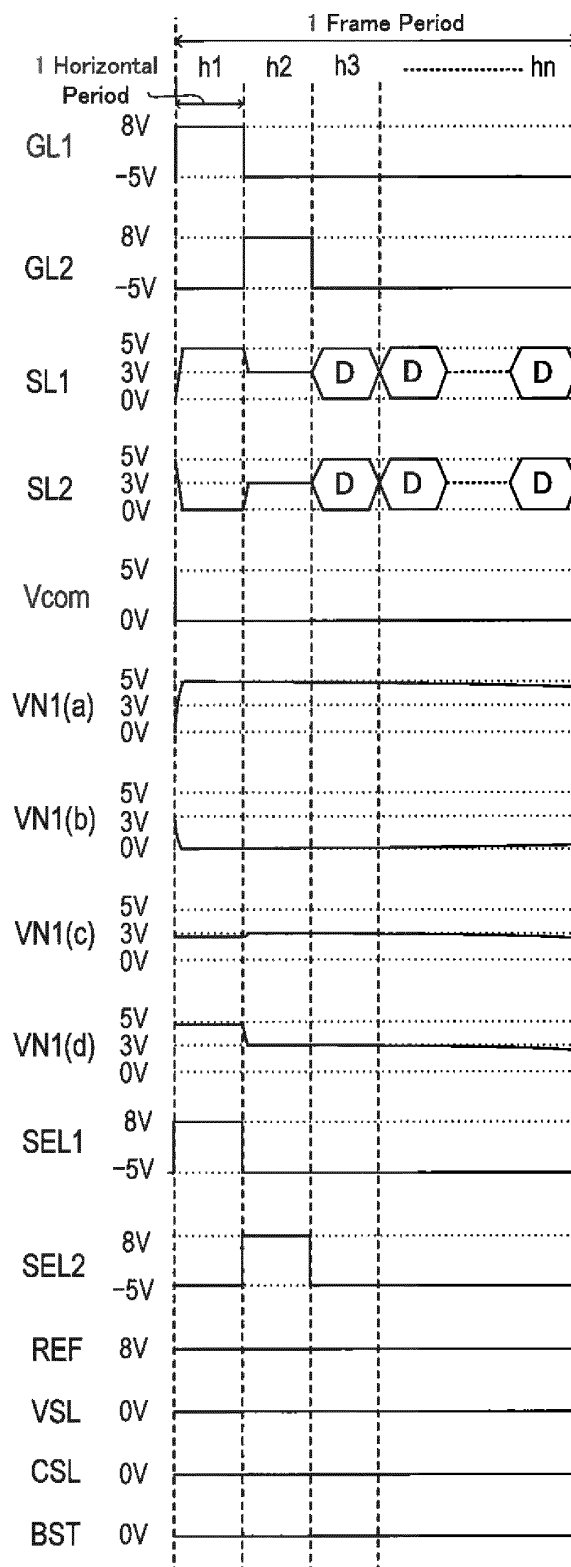 1 Frame Period
1 Horizontal Period h1 h2 h3 hn
GL1 8V
-5V
GL2 8V
-5V
SL1 5V
3V D D D
0V
SL2 5V
3V D D D
0V
Vcom 5V
0V
VN1(a) 5V
3V
0V
VN1(b) 5V
3V
0V
VN1(c) 5V
3V
0V
VN1(d) 5V
3V
0V
SEL1 8V
-5V
SEL2 8V
-5V
REF 8V
VSL 0V
CSL 0V
BST 0V